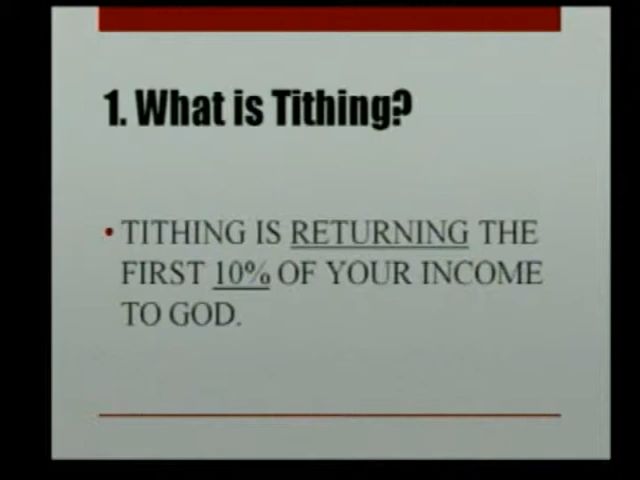 1. What is Tithing?
• TITHING IS RETURNING THE
FIRST 10% OF YOUR INCOME
TO GOD.